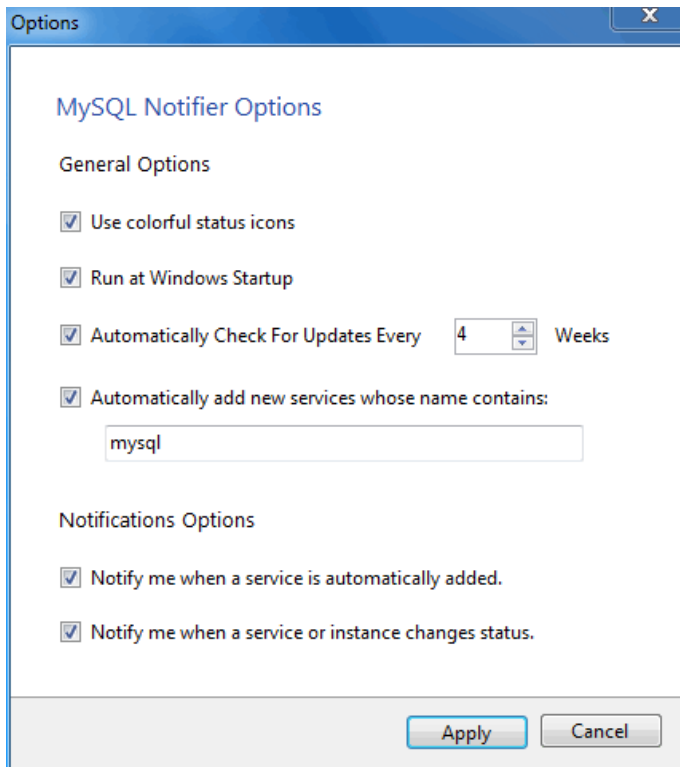 Options
X
MySQL Notifier Options
General Options
Use colorful status icons
Run at Windows Startup
Automatically Check For Updates Every 4 Weeks
Automatically add new services whose name contains:
mysql
Notifications Options
Notify me when a service is automatically added.
Notify me when a service or instance changes status.
Apply Cancel